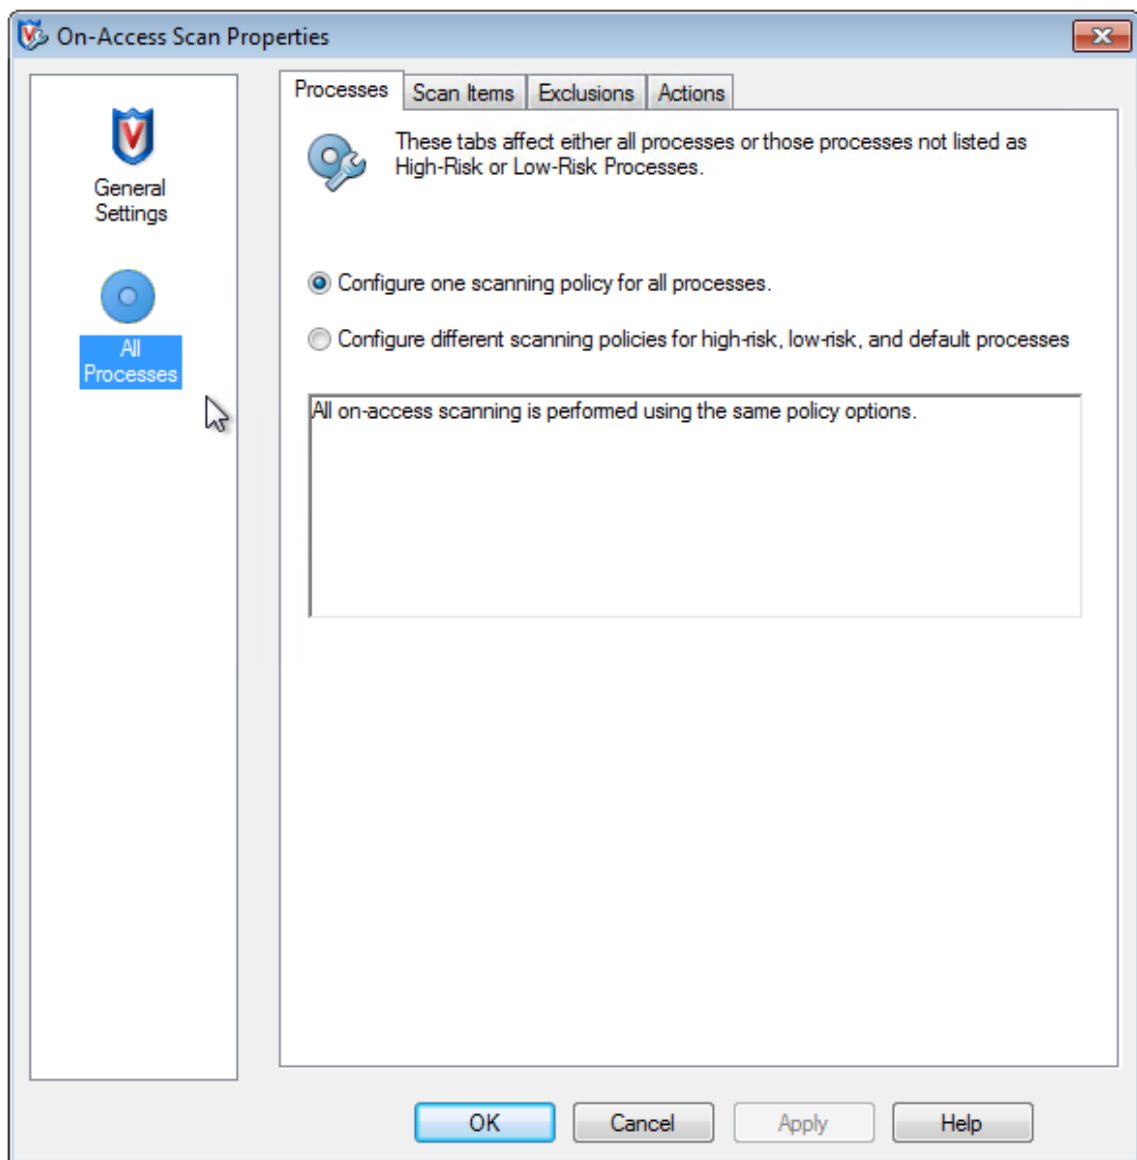 On-Access Scan Properties
General
Settings
All
Processes
Processes Scan Items Exclusions Actions
These tabs affect either all processes or those processes not listed as
High-Risk or Low-Risk Processes.
Configure one scanning policy for all processes.
Configure different scanning policies for high-risk, low-risk, and default processes
All on-access scanning is performed using the same policy options.
OK Cancel Apply Help